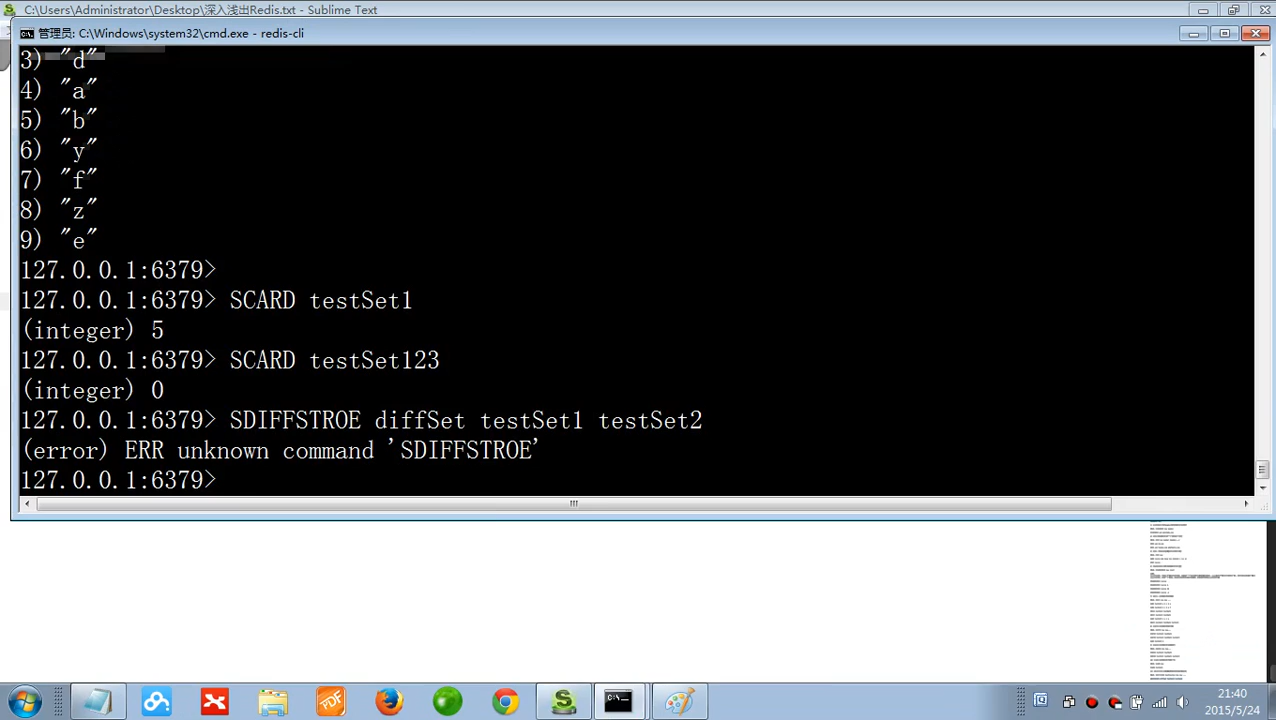 C:\Users\Administrator\Desktop\深入浅出Redis.txt - Sublime Text
管理员: C:\Windows\system32\cmd.exe - redis-cli
3) "d"
4) "a"
5) "b"
6) "y"
7) "f"
8) "z"
9) "e"
127.0.0.1:6379>
127.0.0.1:6379> SCARD testSet1
(integer) 5
127.0.0.1:6379> SCARD testSet123
(integer) 0
127.0.0.1:6379> SDIFFSTROE diffSet testSet1 testSet2
(error) ERR unknown command 'SDIFFSTROE'
127.0.0.1:6379>
PDF
21:40
2015/5/24